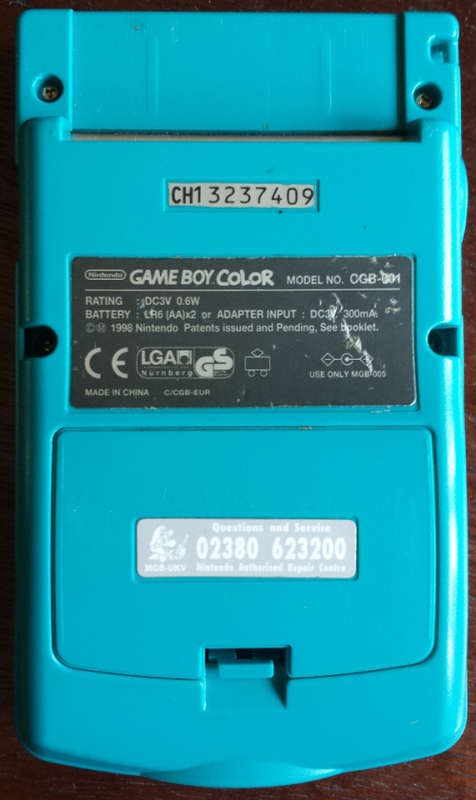 CH13237409
Nintendo GAME BOY COLOR MODEL NO. CGB-001
RATING : DC3V 0.6W
BATTERY : LR6 (AA)x2 or ADAPTER INPUT : DC3V 300mA
©Ⓜ 1998 Nintendo Patents issued and Pending, See booklet.
CE LGA Nürnberg GS
USE ONLY MGB-005
MADE IN CHINA C/CGB-EUR
Questions and Service
02380 623200
MGB-UKV Nintendo Authorised Repair Centre